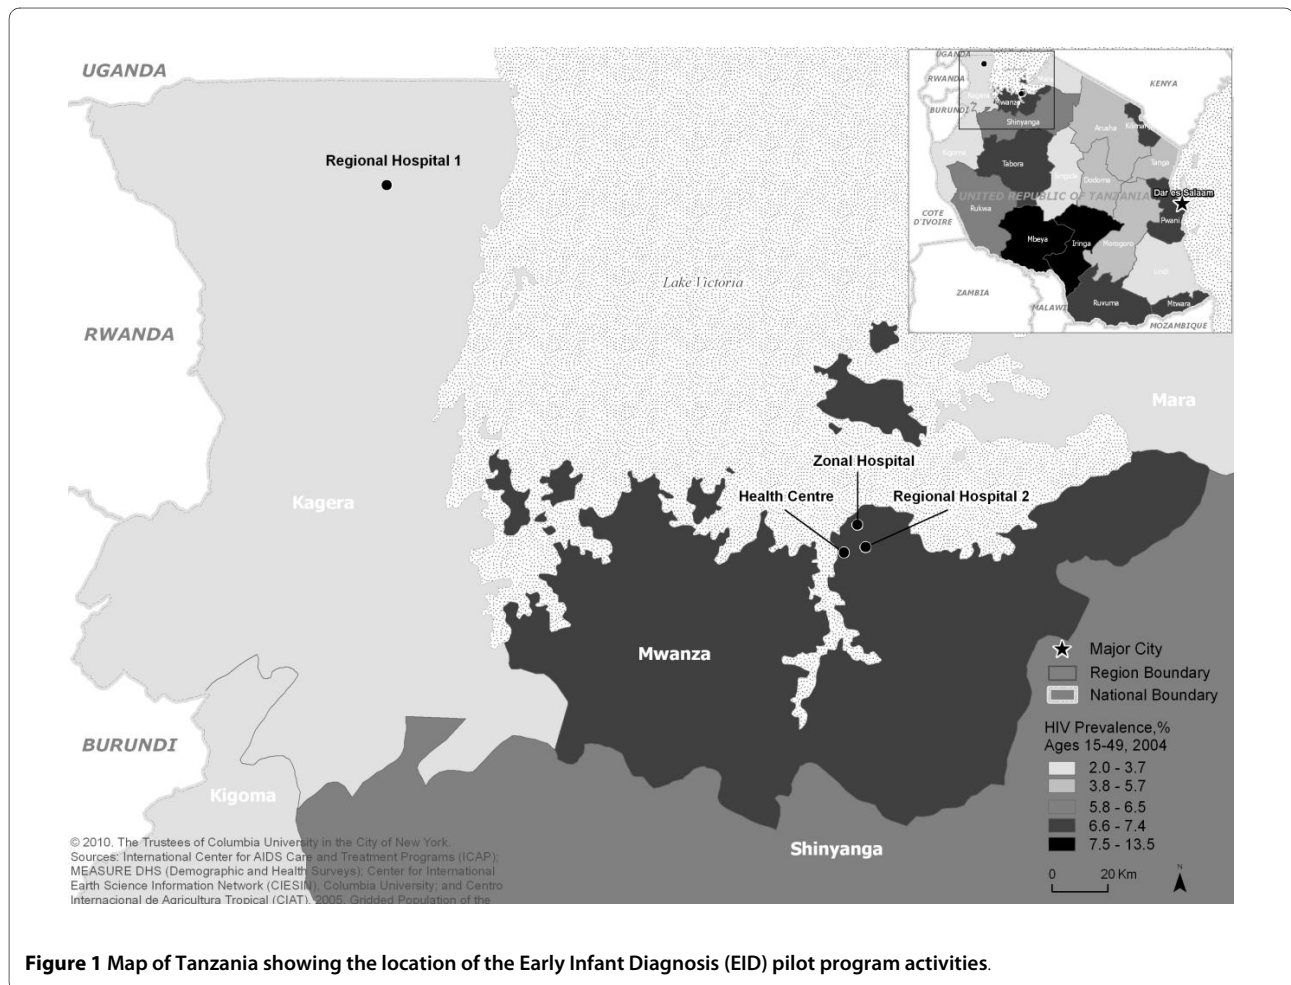 UGANDA
Regional Hospital 1
RWANDA
Lake Victoria
Mara
Zonal Hospital
Health Centre
Regional Hospital 2
Kagera
Mwanza
BURUNDI
Kigoma
Shinyanga
UGANDA
RWANDA
BURUNDI
KENYA
Kagera
Mwanza
Shinyanga
Arusha
Kigoma
Tabora
Singida
Dodoma
Tanga
UNITED REPUBLIC OF TANZANIA
Dar es Salaam
Rukwa
Pwani
COTE
D'IVOIRE
Mbeya
Iringa
Morogoro
Lindi
ZAMBIA
MALAWI
Ruvuma
Mtwara
MOZAMBIQUE
Major City
Region Boundary
National Boundary
HIV Prevalence,%
Ages 15-49, 2004
2.0 - 3.7
3.8 - 5.7
5.8 - 6.5
6.6 - 7.4
7.5 - 13.5
0 20 Km
N
© 2010. The Trustees of Columbia University in the City of New York.
Sources: International Center for AIDS Care and Treatment Programs (ICAP);
MEASURE DHS (Demographic and Health Surveys); Center for International
Earth Science Information Network (CIESIN), Columbia University; and Centro
Internacional de Agricultura Tropical (CIAT), 2005. Gridded Population of the
Figure 1 Map of Tanzania showing the location of the Early Infant Diagnosis (EID) pilot program activities.